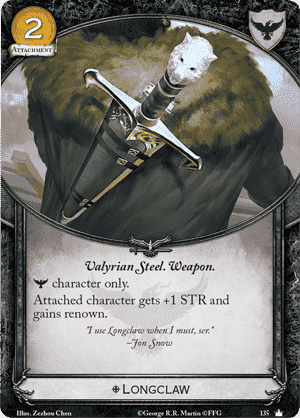 2
ATTACHMENT
Valyrian Steel. Weapon.
character only.
Attached character gets +1 STR and
gains renown.
"I use Longclaw when I must, ser."
–Jon Snow
LONGCLAW
Illus. Zezhou Chen ©George R.R. Martin ©FFG 135